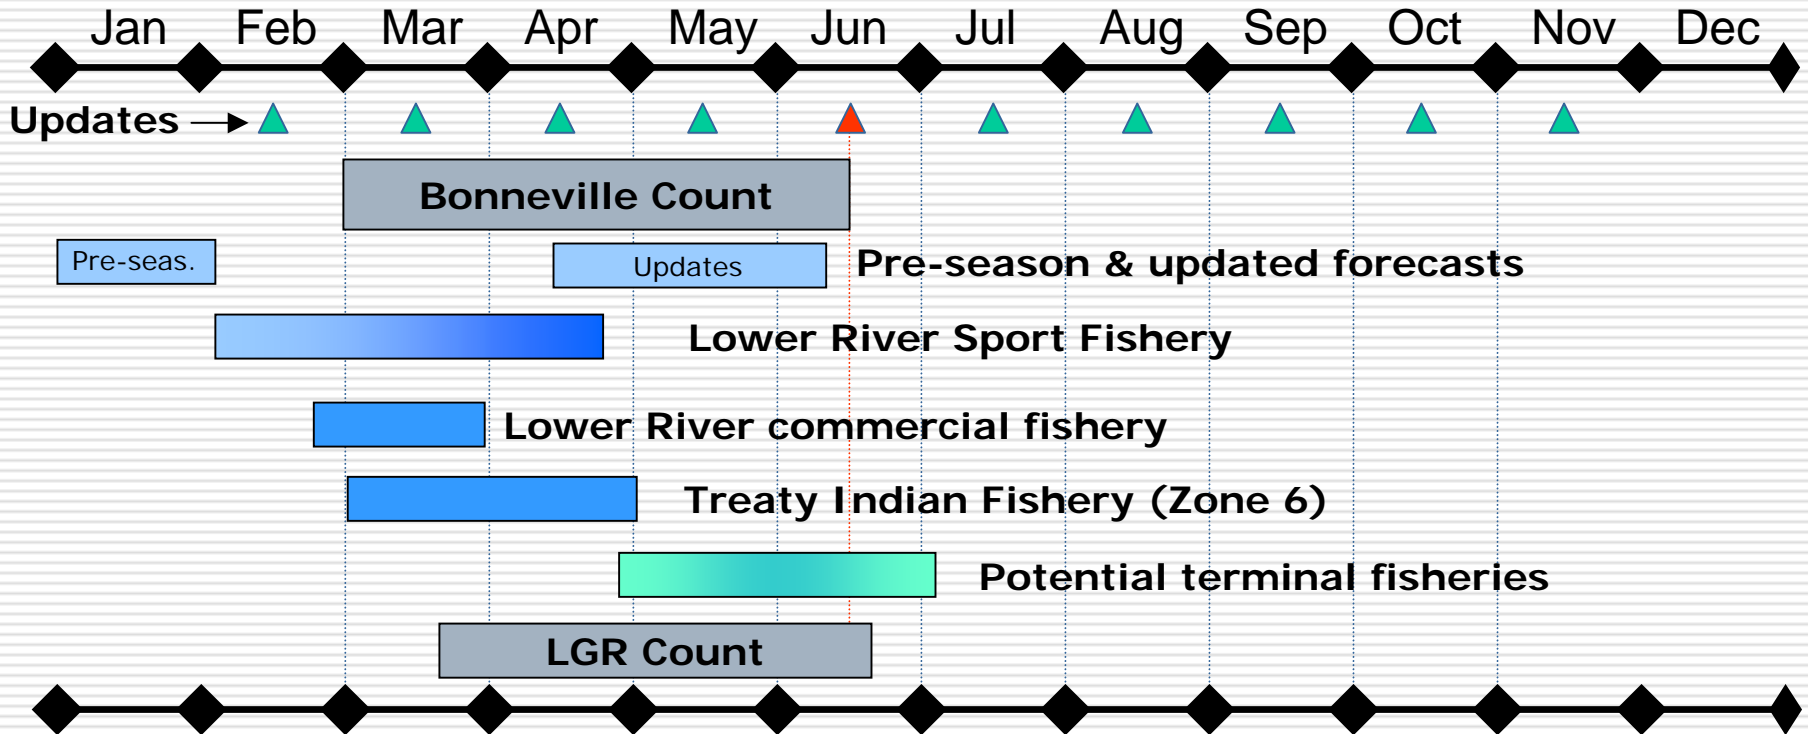 Jan Feb Mar Apr May Jun Jul Aug Sep Oct Nov Dec
Updates
Bonneville Count
Pre-seas.
Updates
Pre-season & updated forecasts
Lower River Sport Fishery
Lower River commercial fishery
Treaty Indian Fishery (Zone 6)
Potential terminal fisheries
LGR Count